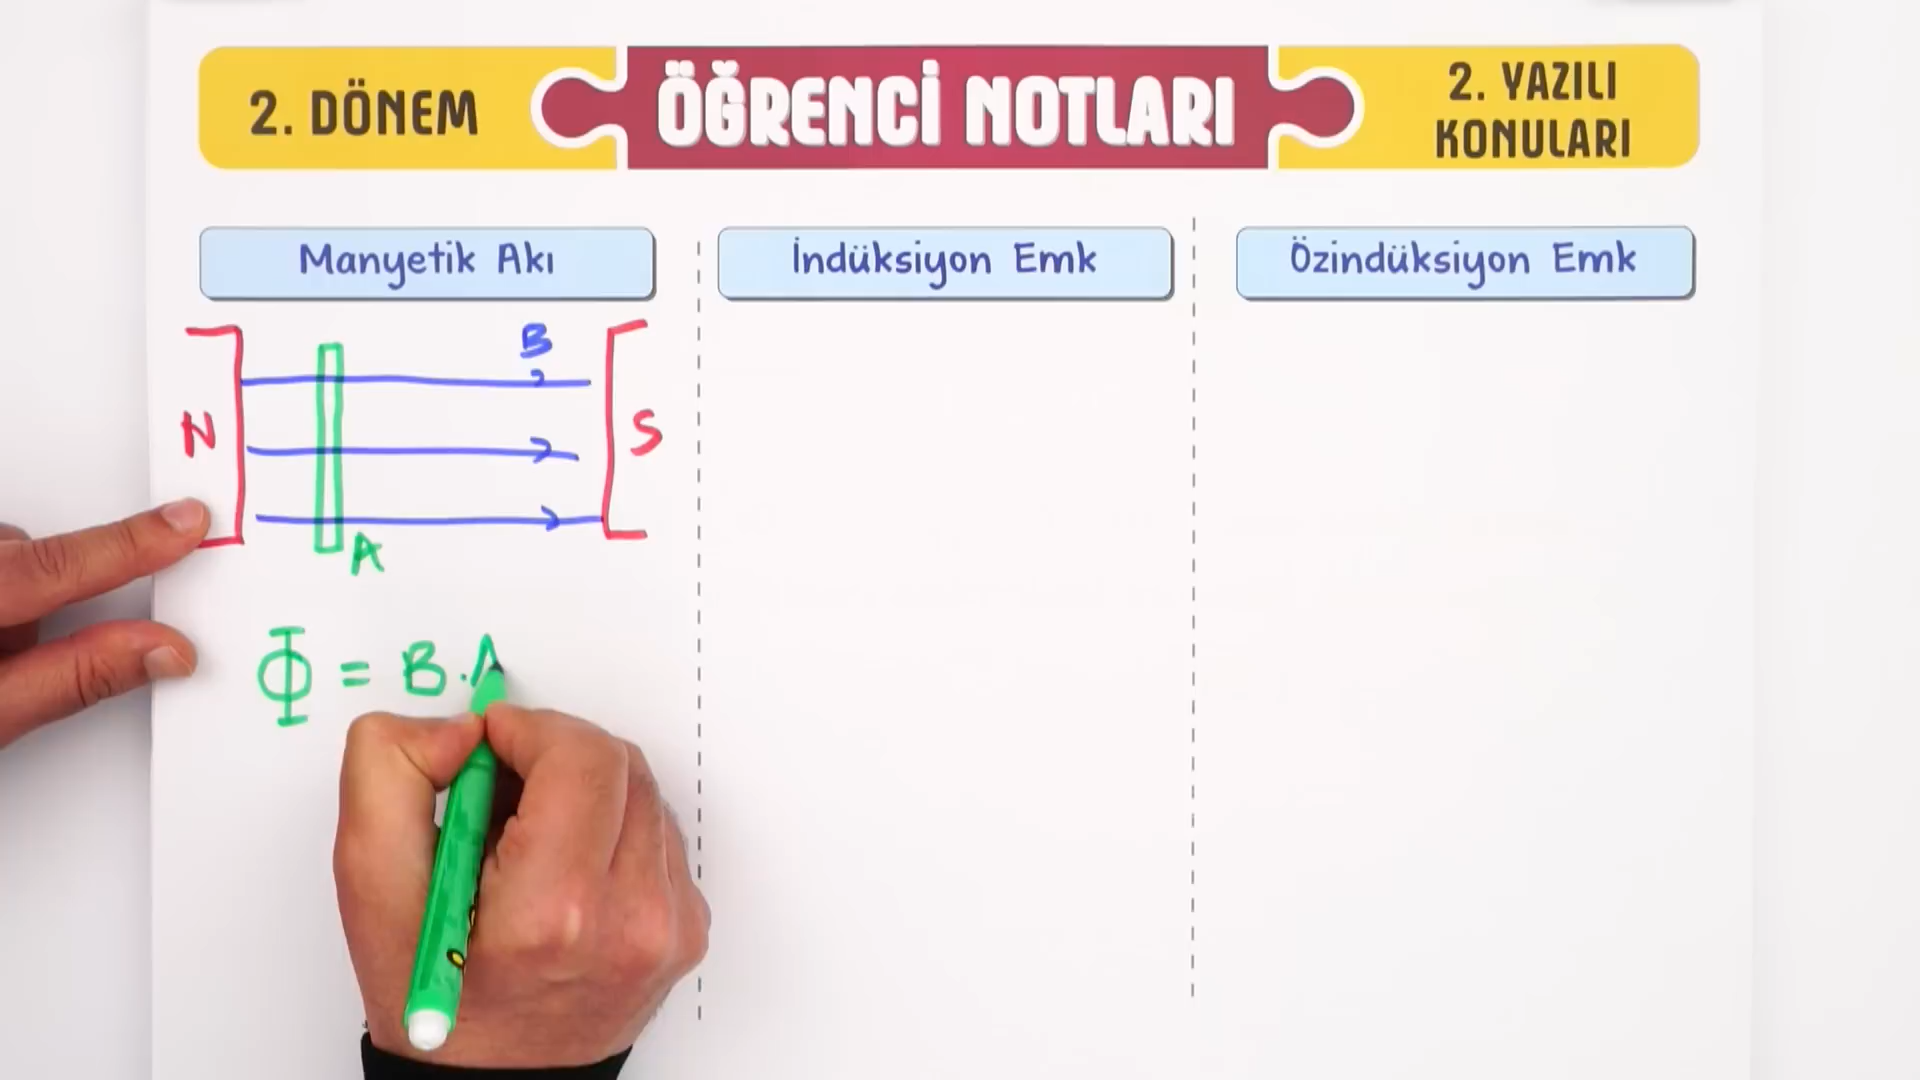 2. DÖNEM
ÖĞRENCİ NOTLARI
2. YAZILI
KONULARI
Manyetik Akı
İndüksiyon Emk
Özindüksiyon Emk
B
N
S
A
Φ = B.A